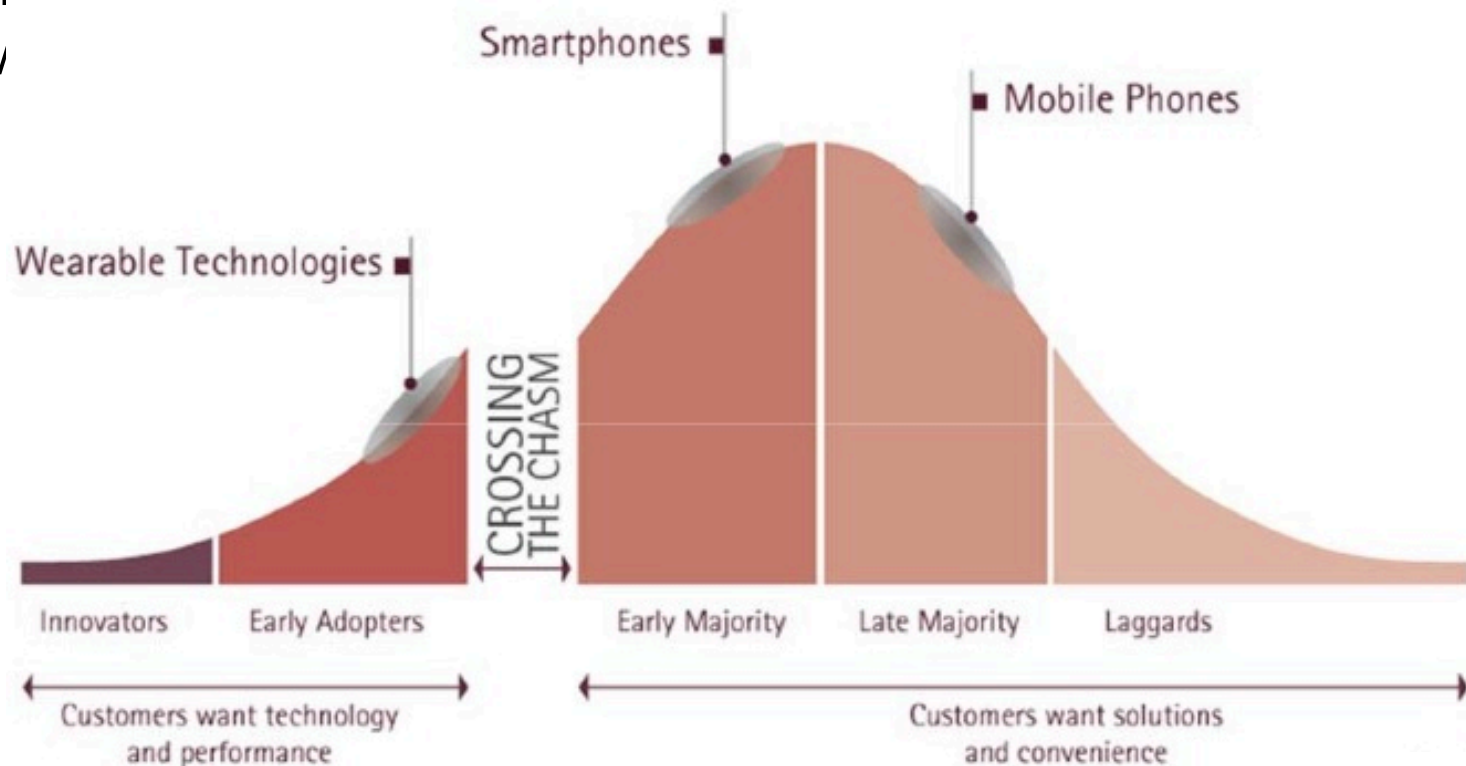 Smartphones
Mobile Phones
Wearable Technologies
CROSSING
THE CHASM
Innovators
Early Adopters
Early Majority
Late Majority
Laggards
Customers want technology
and performance
Customers want solutions
and convenience